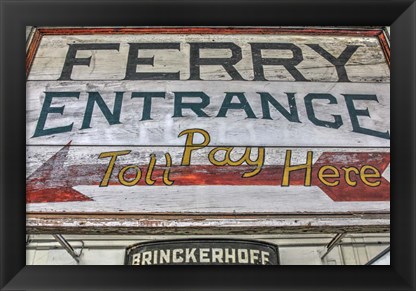 FERRY
ENTRANCE
Pay
Toll Here
BRINCKERHOFF